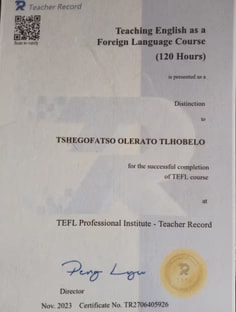 Teacher Record
Scan to verify
Teaching English as a
Foreign Language Course
(120 Hours)
is presented as a
Distinction
to
TSHEGOFATSO OLERATO TLHOBELO
for the successful completion
of TEFL course
at
TEFL Professional Institute - Teacher Record
Director
Nov. 2023 Certificate No. TR2706405926